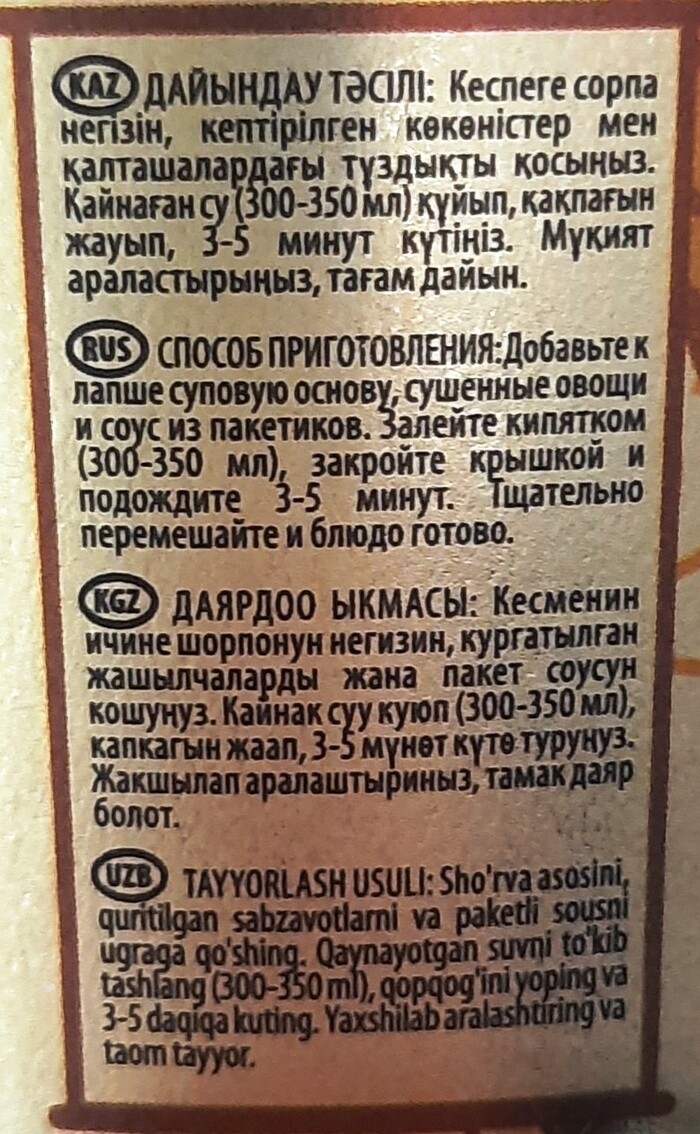 KAZ ДАЙЫНДАУ ТӘСІЛІ: Кеспеге сорпа
негізін, кептірілген көкөністер мен
қалташалардағы тұздықты қосыңыз.
Қайнаған су (300-350 мл) құйып, қақпағын
жауып, 3-5 минут күтіңіз. Мұқият
араластырыңыз, тағам дайын.
RUS СПОСОБ ПРИГОТОВЛЕНИЯ: Добавьте к
лапше суповую основу, сушенные овощи
и соус из пакетиков. Залейте кипятком
(300-350 мл), закройте крышкой и
подождите 3-5 минут. Тщательно
перемешайте и блюдо готово.
KGZ ДАЯРДОО ЫКМАСЫ: Кесменин
ичине шорпонун негизин, кургатылган
жашылчаларды жана пакет соусун
кошуңуз. Кайнак суу куюп (300-350 мл),
капкагын жаап, 3-5 мүнөт күтө туруңуз.
Жакшылап аралаштыриныз, тамак даяр
болот.
UZB TAYYORLASH USULI: Sho'rva asosini,
quritilgan sabzavotlarni va paketli sousni
ugraga qo'shing. Qaynayotgan suvni to'kib
tashlang (300-350 ml), qopqog'ini yoping va
3-5 daqiqa kuting. Yaxshilab aralashtiring va
taom tayyor.